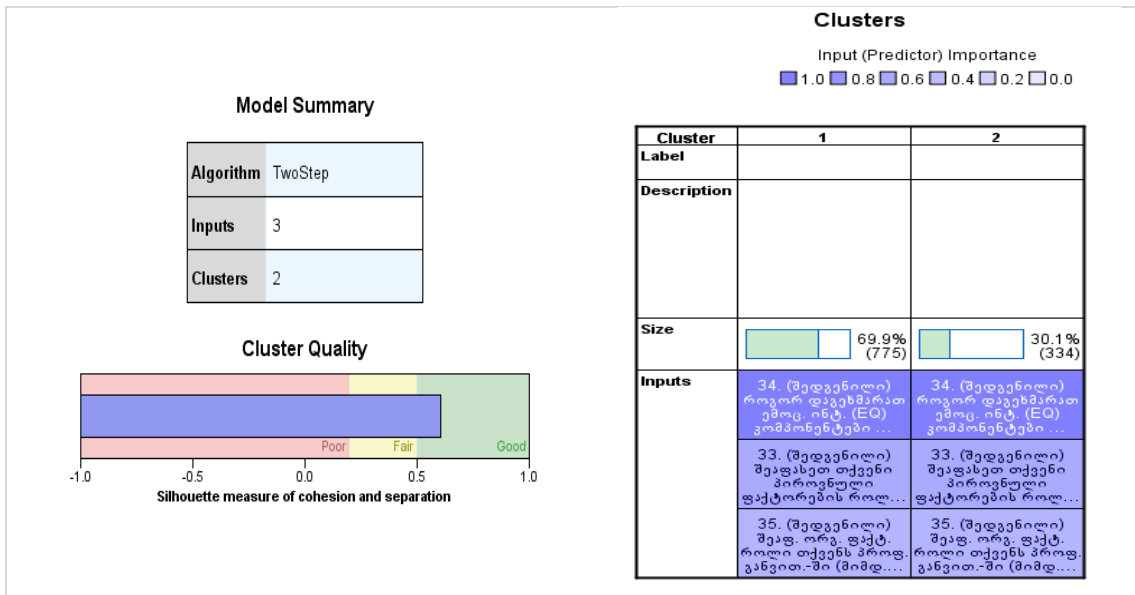 Model Summary
Algorithm TwoStep
Inputs 3
Clusters 2
Cluster Quality
Poor Fair Good
-1.0 -0.5 0.0 0.5 1.0
Silhouette measure of cohesion and separation
Clusters
Input (Predictor) Importance
1.0 0.8 0.6 0.4 0.2 0.0
Cluster 1 2
Label
Description
Size 69.9% 30.1%
(775) (334)
Inputs
34. (შედგენილი) 34. (შედგენილი)
როგორ დაგეხმარათ როგორ დაგეხმარათ
ემოც. ინტ. (EQ) ემოც. ინტ. (EQ)
კომპონენტები ... კომპონენტები ...
33. (შედგენილი) 33. (შედგენილი)
შეაფასეთ თქვენი შეაფასეთ თქვენი
პიროვნული პიროვნული
ფაქტორების როლ... ფაქტორების როლ...
35. (შედგენილი) 35. (შედგენილი)
შეაფ. ორგ. ფაქტ. შეაფ. ორგ. ფაქტ.
როლი თქვენს პროფ. როლი თქვენს პროფ.
განვით.-ში (მიმდ.... განვით.-ში (მიმდ....